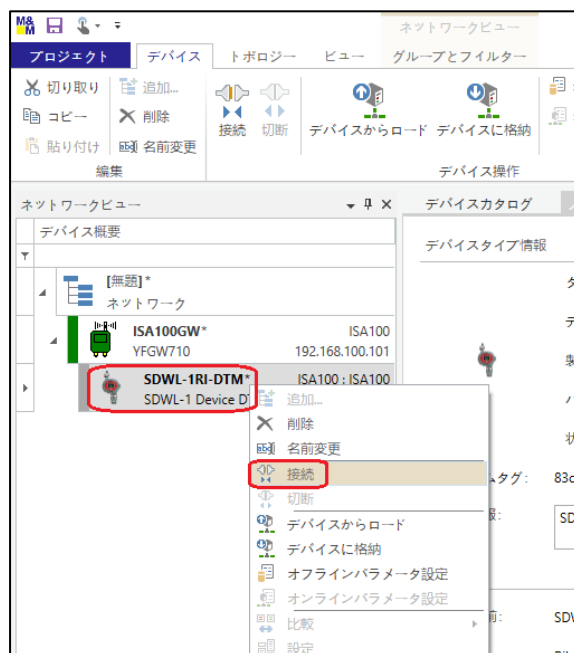 M&M
ネットワークビュー
プロジェクト デバイス トポロジー ビュー グループとフィルター
切り取り 追加...
コピー 削除
貼り付け 名前変更
接続 切断 デバイスからロード デバイスに格納
編集 デバイス操作
ネットワークビュー
デバイスカタログ
デバイス概要
デバイスタイプ情報
[無題]*
ネットワーク
ISA100GW* ISA100
YFGW710 192.168.100.101
SDWL-1RI-DTM* ISA100 : ISA100
SDWL-1 Device D
追加...
削除
名前変更
接続
切断
デバイスからロード
デバイスに格納
オフラインパラメータ設定
オンラインパラメータ設定
比較
設定
タグ: 83c
SD
前: SDW